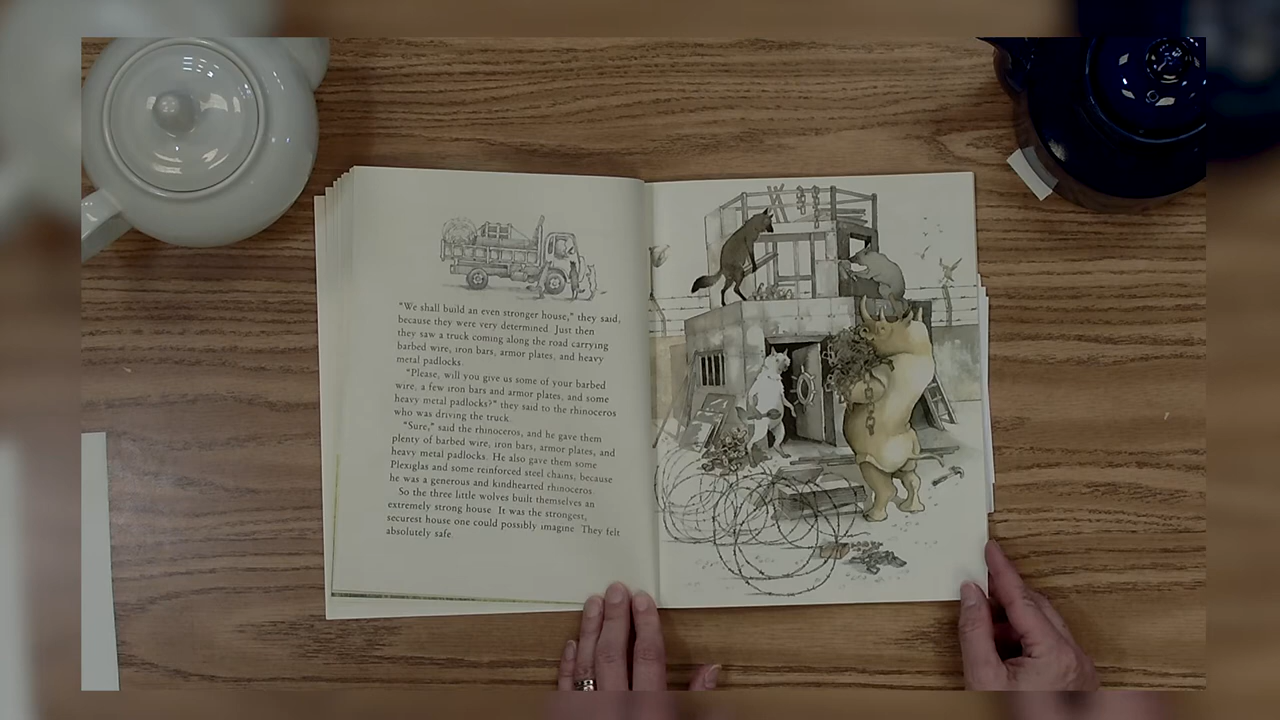 "We shall build an even stronger house," they said,
because they were very determined. Just then
they saw a truck coming along the road carrying
barbed wire, iron bars, armor plates, and heavy
metal padlocks.
"Please, will you give us some of your barbed
wire, a few iron bars and armor plates, and some
heavy metal padlocks?" they said to the rhinoceros
who was driving the truck.
"Sure," said the rhinoceros, and he gave them
plenty of barbed wire, iron bars, armor plates, and
heavy metal padlocks. He also gave them some
Plexiglas and some reinforced steel chains, because
he was a generous and kindhearted rhinoceros.
So the three little wolves built themselves an
extremely strong house. It was the strongest,
securest house one could possibly imagine. They felt
absolutely safe.